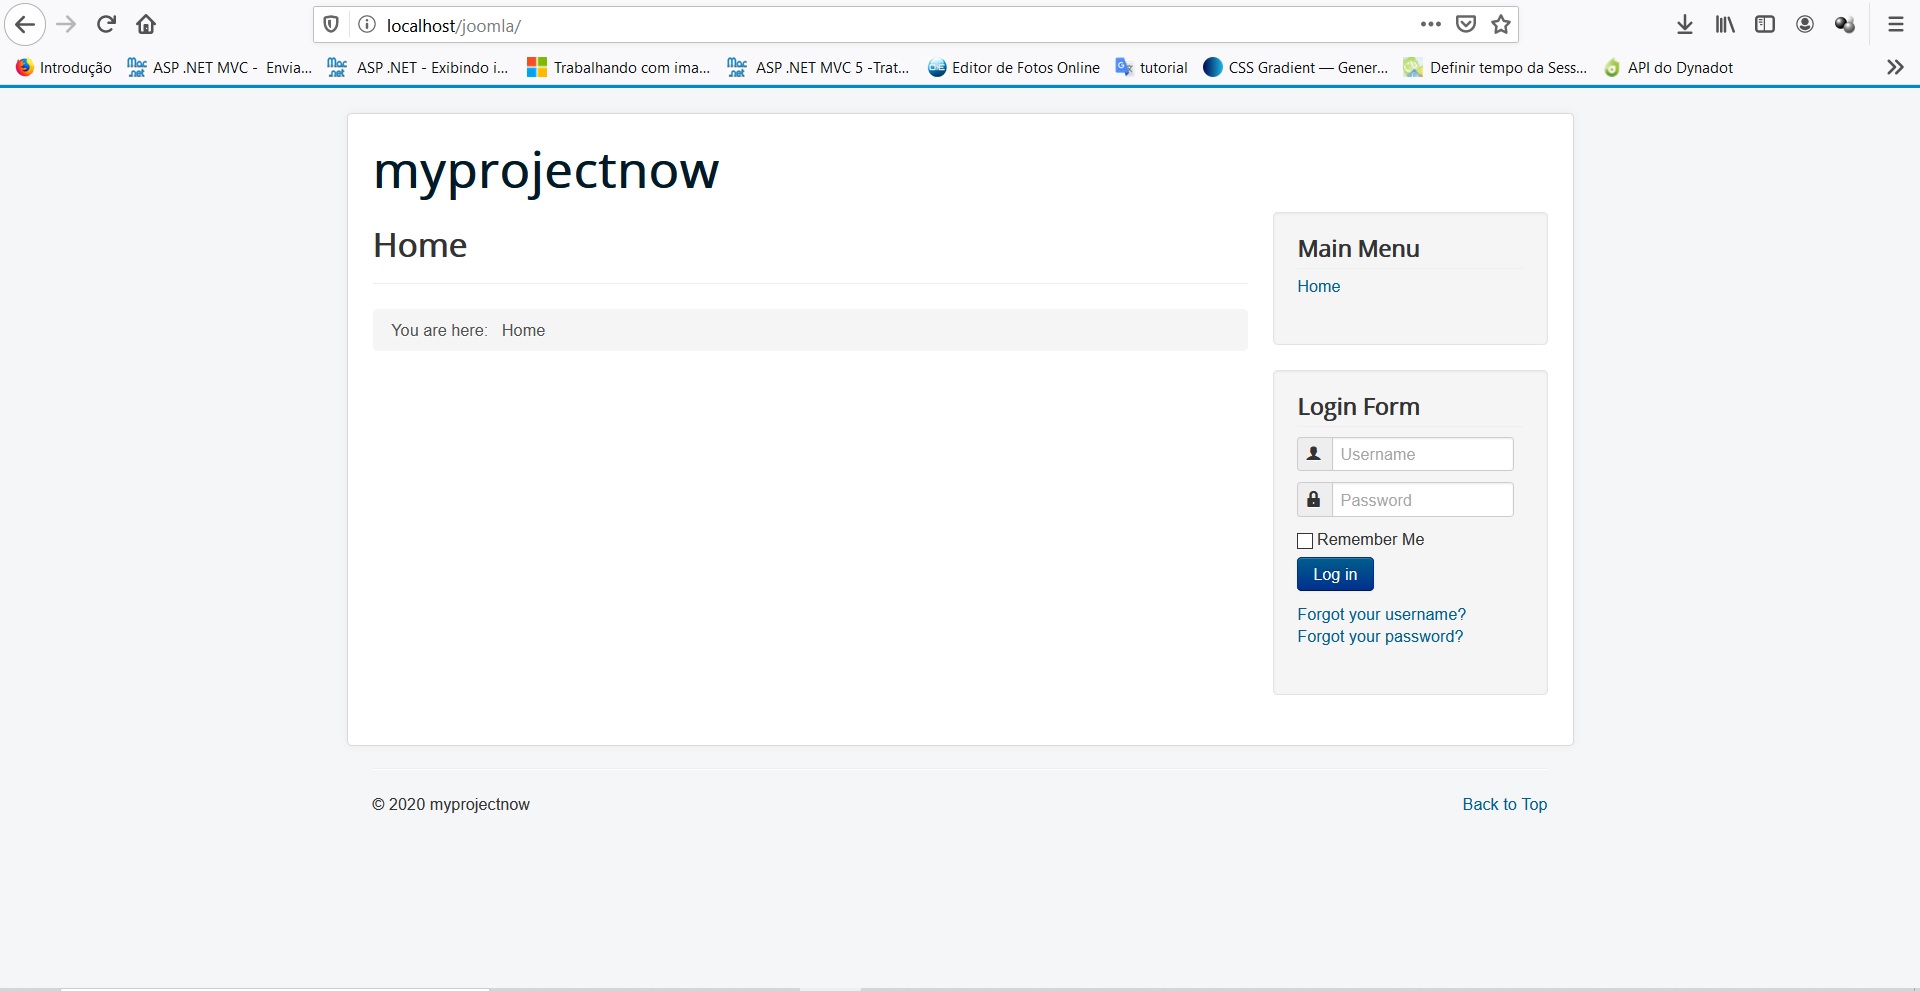 localhost/joomla/
Introdução
ASP .NET MVC - Envia...
ASP .NET - Exibindo i...
Trabalhando com ima...
ASP .NET MVC 5 -Trat...
Editor de Fotos Online
tutorial
CSS Gradient — Gener...
Definir tempo da Sess...
API do Dynadot
myprojectnow
Home
You are here: Home
Main Menu
Home
Login Form
Username
Password
Remember Me
Log in
Forgot your username?
Forgot your password?
© 2020 myprojectnow
Back to Top